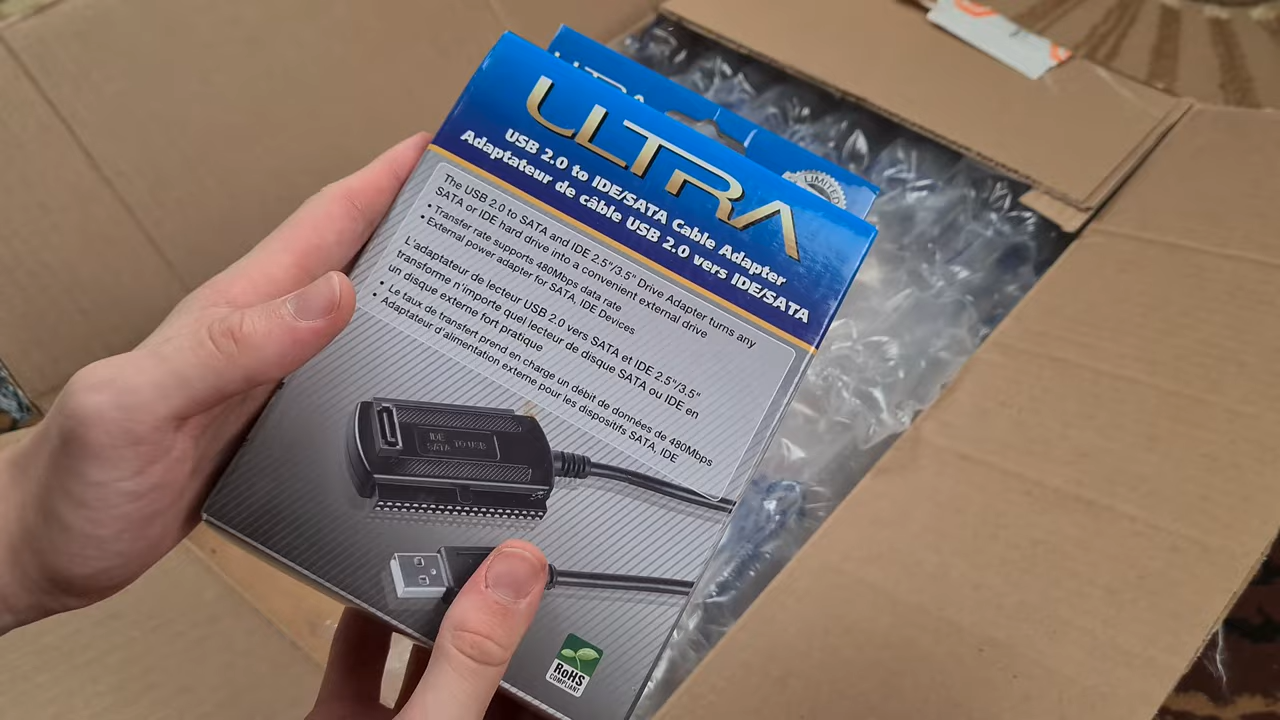 ULTRA
LIMITED
ULTRA
USB 2.0 to IDE/SATA Cable Adapter
Adaptateur de câble USB 2.0 vers IDE/SATA
The USB 2.0 to SATA and IDE 2.5"/3.5" Drive Adapter turns any
SATA or IDE hard drive into a convenient external drive
• Transfer rate supports 480Mbps data rate
• External power adapter for SATA, IDE Devices
L'adaptateur de lecteur USB 2.0 vers SATA et IDE 2.5"/3.5"
transforme n'importe quel lecteur de disque SATA ou IDE en
un disque externe fort pratique
• Le taux de transfert prend en charge un débit de données de 480Mbps
• Adaptateur d'alimentation externe pour les dispositifs SATA, IDE
IDE
SATA TO USB
RoHS
COMPLIANT